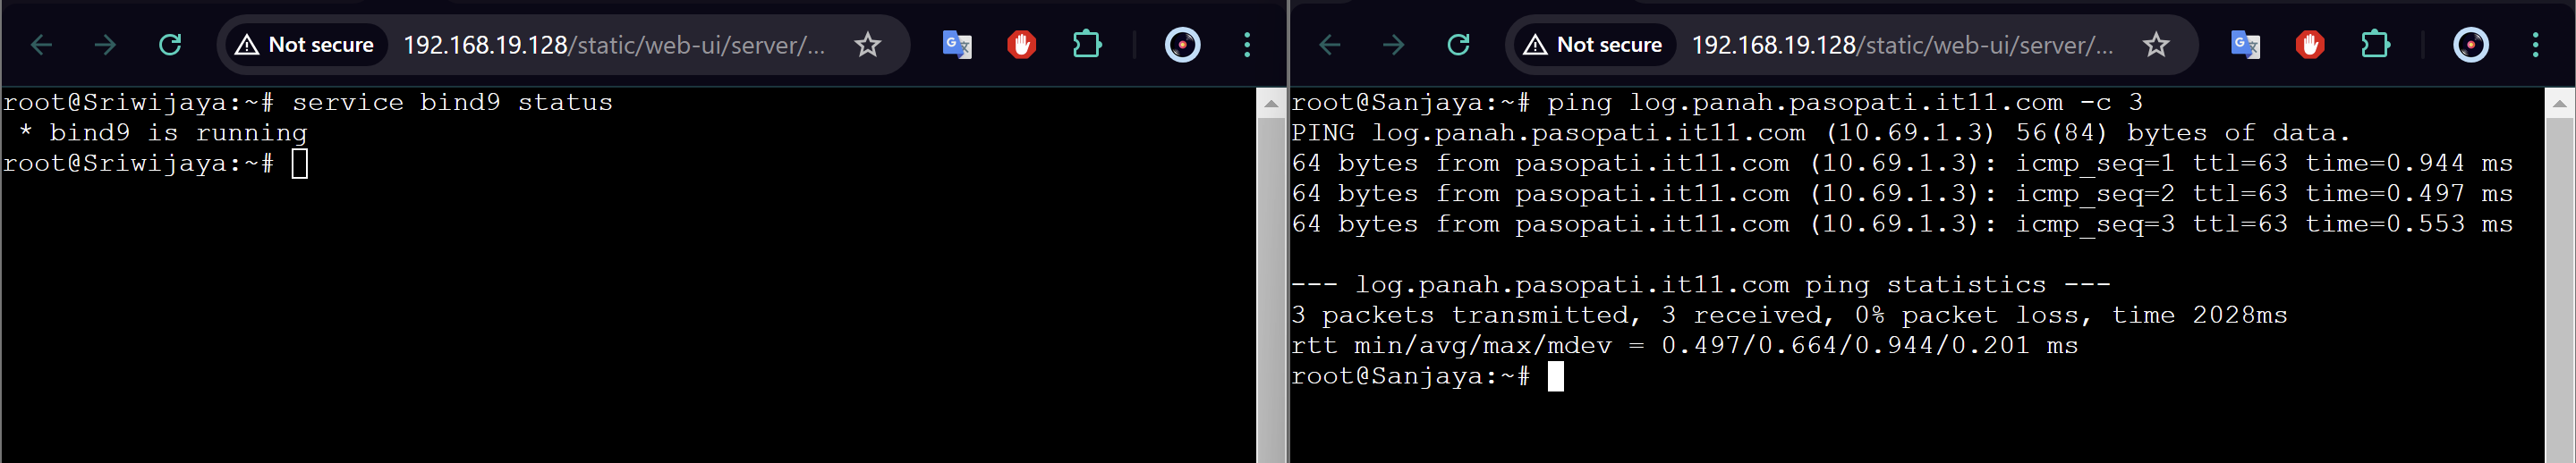 Not secure 192.168.19.128/static/web-ui/server/...
root@Sriwijaya:~# service bind9 status
 * bind9 is running
root@Sriwijaya:~#
Not secure 192.168.19.128/static/web-ui/server/...
root@Sanjaya:~# ping log.panah.pasopati.it11.com -c 3
PING log.panah.pasopati.it11.com (10.69.1.3) 56(84) bytes of data.
64 bytes from pasopati.it11.com (10.69.1.3): icmp_seq=1 ttl=63 time=0.944 ms
64 bytes from pasopati.it11.com (10.69.1.3): icmp_seq=2 ttl=63 time=0.497 ms
64 bytes from pasopati.it11.com (10.69.1.3): icmp_seq=3 ttl=63 time=0.553 ms
--- log.panah.pasopati.it11.com ping statistics ---
3 packets transmitted, 3 received, 0% packet loss, time 2028ms
rtt min/avg/max/mdev = 0.497/0.664/0.944/0.201 ms
root@Sanjaya:~#